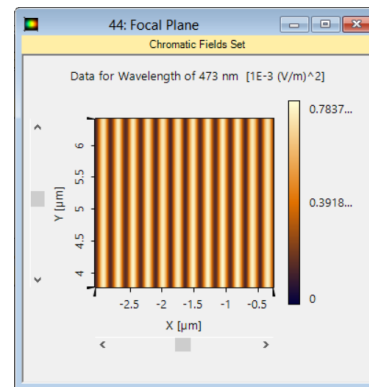 44: Focal Plane
Chromatic Fields Set
Data for Wavelength of 473 nm [1E-3 (V/m)^2]
0.7837...
0.3918...
0
6
5.5
5
4.5
4
Y [µm]
-2.5 -2 -1.5 -1 -0.5
X [µm]